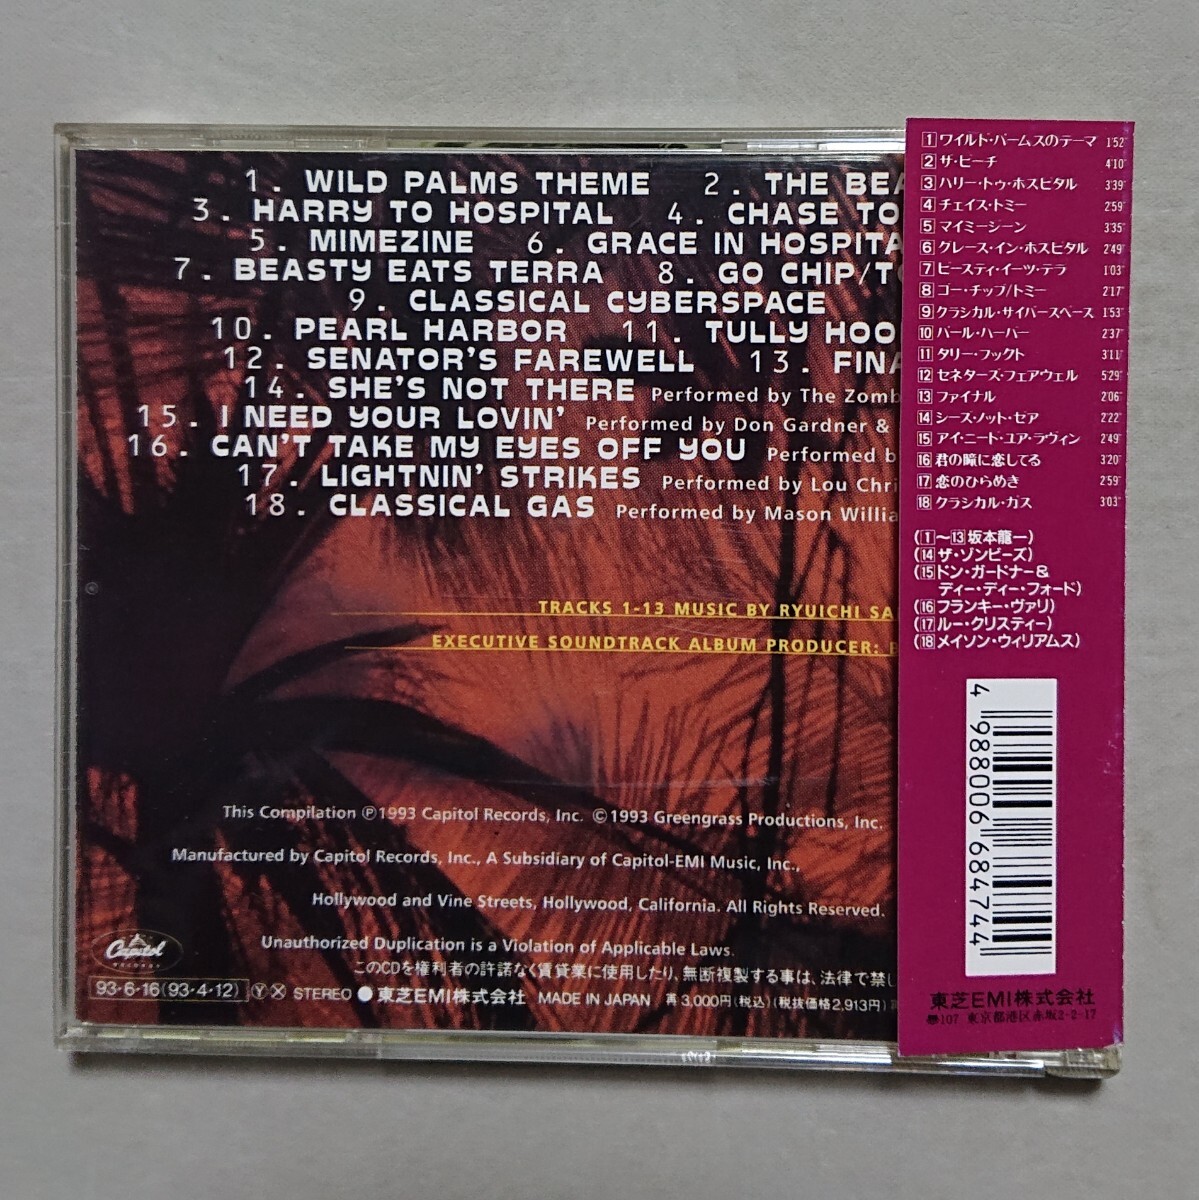 1. WILD PALMS THEME 2. THE BEA
3. HARRY TO HOSPITAL 4. CHASE TO
5. MIMEZINE 6. GRACE IN HOSPITA
7. BEASTY EATS TERRA 8. GO CHIP/TO
9. CLASSICAL CYBERSPACE
10. PEARL HARBOR 11. TULLY HOO
12. SENATOR'S FAREWELL 13. FINA
14. SHE'S NOT THERE Performed by The Zomb
15. I NEED YOUR LOVIN' Performed by Don Gardner &
16. CAN'T TAKE MY EYES OFF YOU Performed b
17. LIGHTNIN' STRIKES Performed by Lou Chri
18. CLASSICAL GAS Performed by Mason Willia
TRACKS 1-13 MUSIC BY RYUICHI SA
EXECUTIVE SOUNDTRACK ALBUM PRODUCER:
This Compilation ℗1993 Capitol Records, Inc. ©1993 Greengrass Productions, Inc.
Manufactured by Capitol Records, Inc., A Subsidiary of Capitol-EMI Music, Inc.,
Hollywood and Vine Streets, Hollywood, California. All Rights Reserved.
Unauthorized Duplication is a Violation of Applicable Laws.
このCDを権利者の許諾なく賃貸業に使用したり、無断複製する事は、法律で禁し
Capitol
RECORDS
93・6・16(93・4・12) Ⓨ Ⓧ STEREO ●東芝EMI株式会社 MADE IN JAPAN 再 3,000円(税込)(税抜価格2,913円)
1 ワイルド・パームスのテーマ 1'52"
2 ザ・ビーチ 4'10"
3 ハリー・トゥ・ホスピタル 3'39"
4 チェイス・トミー 2'59"
5 マイミージーン 3'35"
6 グレース・イン・ホスピタル 2'49"
7 ビースティ・イーツ・テラ 1'03"
8 ゴー・チップ/トミー 2'17"
9 クラシカル・サイバースペース 1'53"
10 パール・ハーバー 2'37"
11 タリー・フックト 3'11"
12 セネターズ・フェアウェル 5'29"
13 ファイナル 2'06"
14 シーズ・ノット・ゼア 2'22"
15 アイ・ニード・ユア・ラヴィン 2'49"
16 君の瞳に恋してる 3'20"
17 恋のひらめき 2'59"
18 クラシカル・ガス 3'03"
(1〜13坂本龍一)
(14ザ・ゾンビーズ)
(15ドン・ガードナー&
ディー・ディー・フォード)
(16フランキー・ヴァリ)
(17ルー・クリスティー)
(18メイソン・ウィリアムス)
4 988006 684744
東芝EMI株式会社
〠107 東京都港区赤坂2-2-17